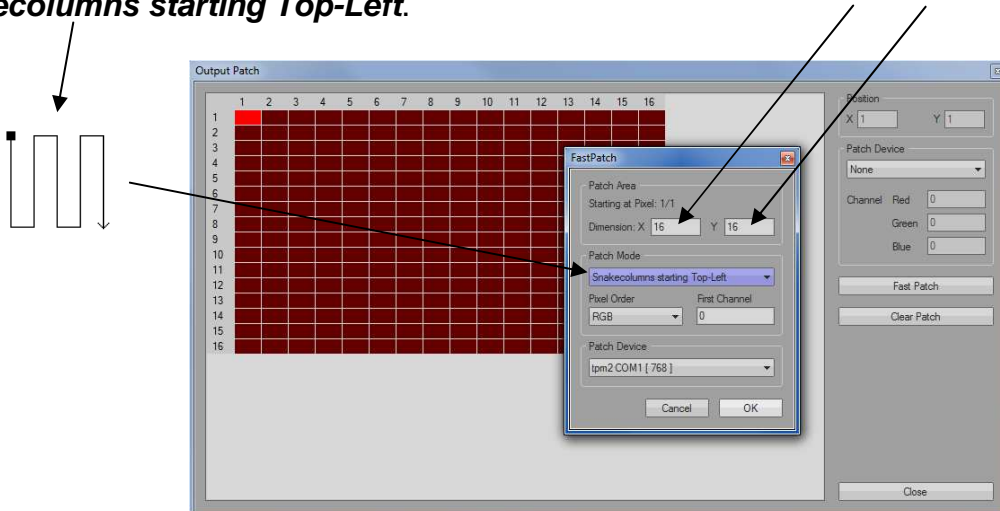 columns starting Top-Left.
Output Patch
1 2 3 4 5 6 7 8 9 10 11 12 13 14 15 16
1
2
3
4
5
6
7
8
9
10
11
12
13
14
15
16
FastPatch
Patch Area
Starting at Pixel: 1/1
Dimension: X 16 Y 16
Patch Mode
Snakecolumns starting Top-Left
Pixel Order First Channel
RGB 0
Patch Device
tpm2 COM1 [ 768 ]
Cancel OK
Position
X 1 Y 1
Patch Device
None
Channel Red 0
Green 0
Blue 0
Fast Patch
Clear Patch
Close